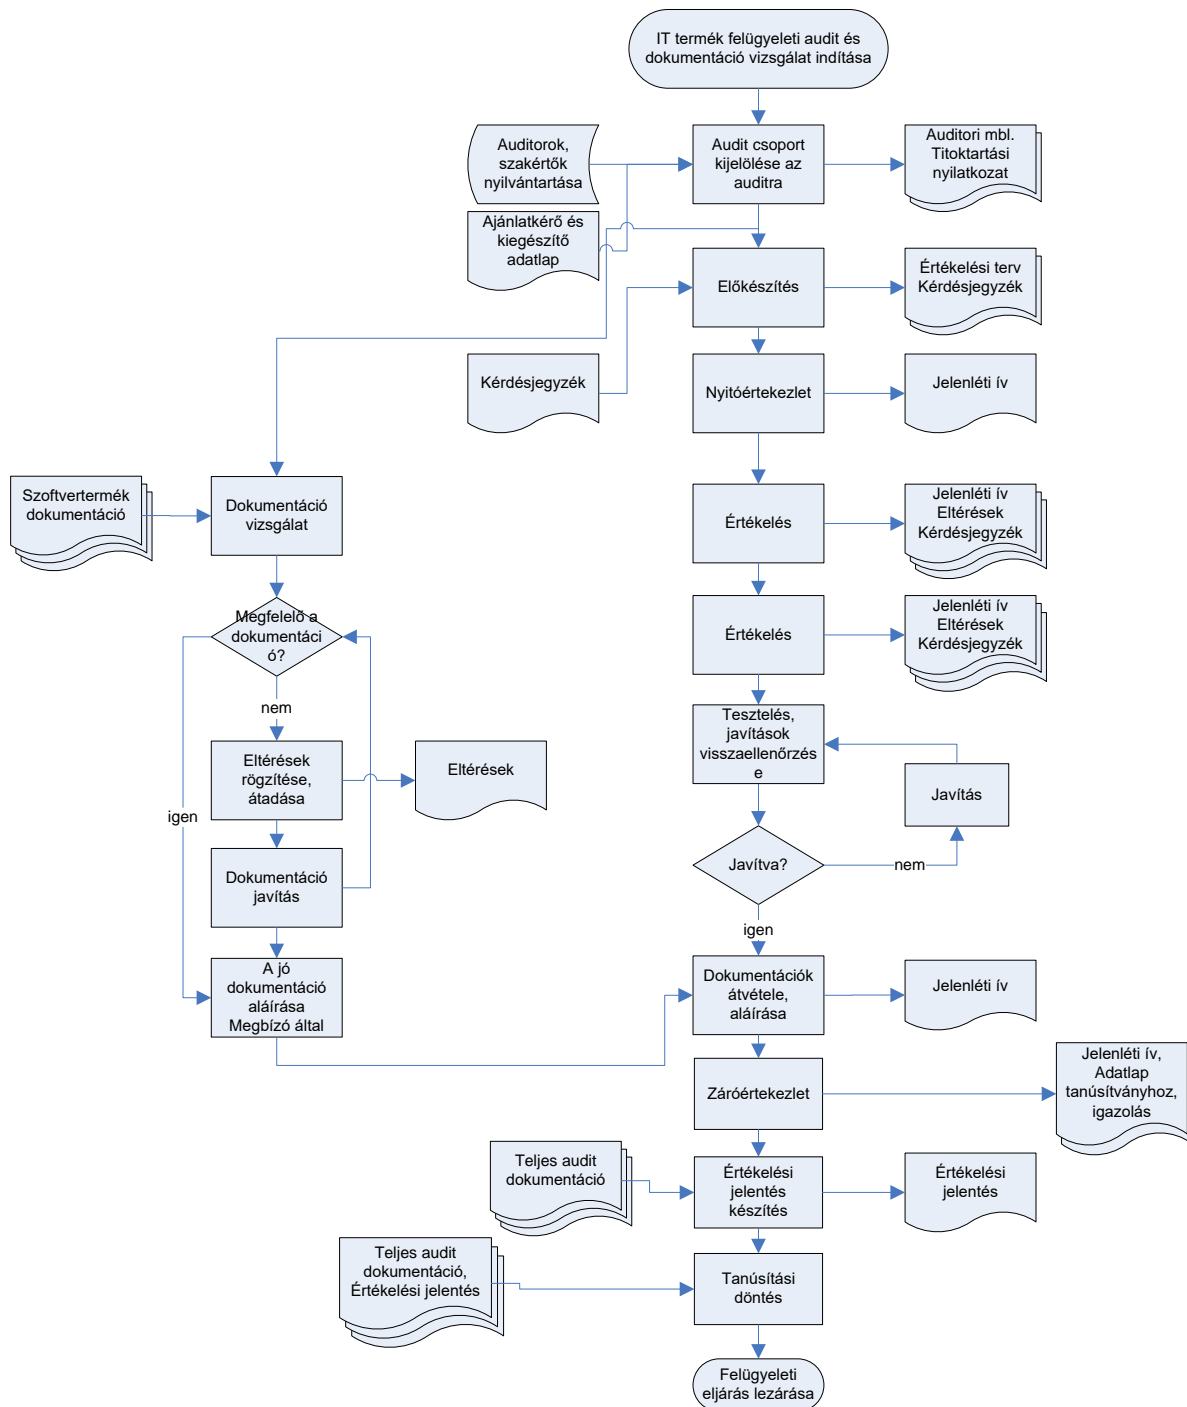 IT termék felügyeleti audit és
dokumentáció vizsgálat indítása
Auditorok,
szakértők
nyilvántartása
Audit csoport
kijelölése az
auditra
Auditori mbl.
Titoktartási
nyilatkozat
Ajánlatkérő és
kiegészítő
adatlap
Előkészítés
Értékelési terv
Kérdésjegyzék
Kérdésjegyzék
Nyitóértekezlet
Jelenléti ív
Szoftvertermék
dokumentáció
Dokumentáció
vizsgálat
Értékelés
Jelenléti ív
Eltérések
Kérdésjegyzék
Megfelelő a
dokumentáci
ó?
Értékelés
Jelenléti ív
Eltérések
Kérdésjegyzék
nem
Tesztelés,
javítások
visszaellenőrzés
e
Eltérések
rögzítése,
átadása
Eltérések
Javítás
igen
Dokumentáció
javítás
Javítva?
nem
igen
A jó
dokumentáció
aláírása
Megbízó által
Dokumentációk
átvétele,
aláírása
Jelenléti ív
Záróértekezlet
Jelenléti ív,
Adatlap
tanúsítványhoz,
igazolás
Teljes audit
dokumentáció
Értékelési
jelentés
készítés
Értékelési
jelentés
Teljes audit
dokumentáció,
Értékelési jelentés
Tanúsítási
döntés
Felügyeleti
eljárás lezárása